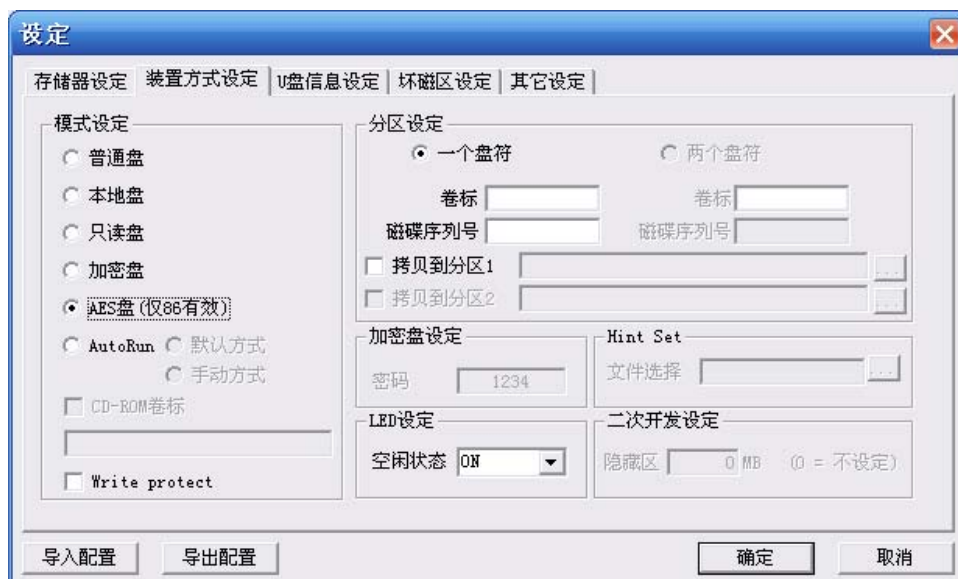 设定
存储器设定 装置方式设定 U盘信息设定 坏磁区设定 其它设定
模式设定
普通盘
本地盘
只读盘
加密盘
AES盘(仅86有效)
AutoRun 默认方式
手动方式
CD-ROM卷标
Write protect
分区设定
一个盘符 两个盘符
卷标 卷标
磁碟序列号 磁碟序列号
拷贝到分区1 ...
拷贝到分区2 ...
加密盘设定
密码 1234
Hint Set
文件选择 ...
LED设定
空闲状态 ON
二次开发设定
隐藏区 0 MB (0 = 不设定)
导入配置 导出配置 确定 取消